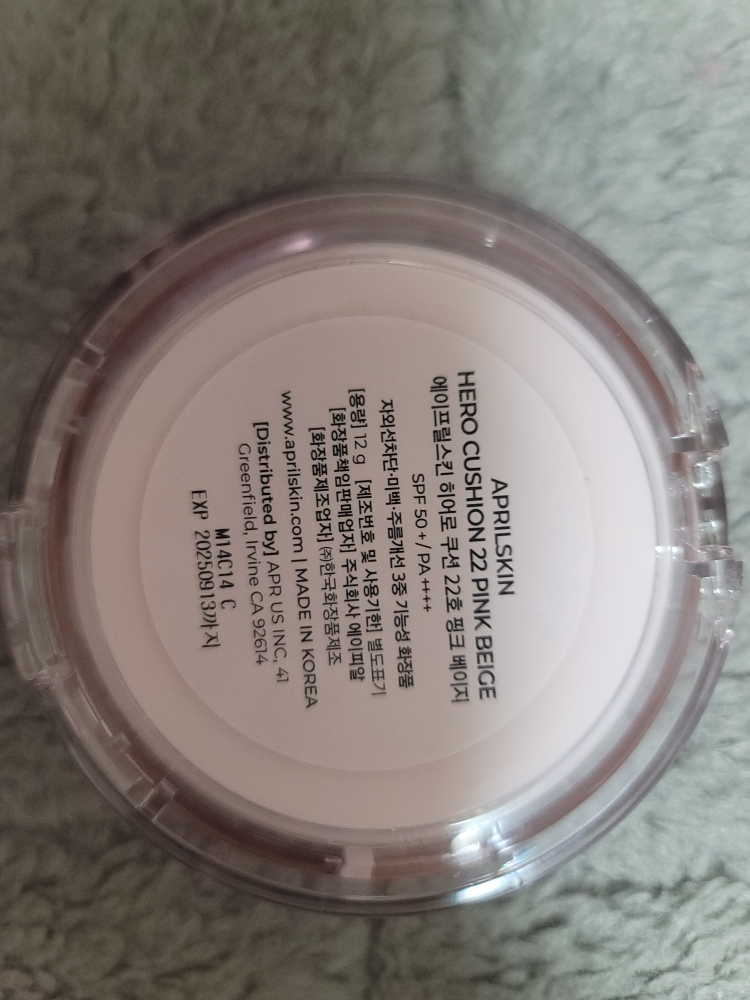 APRILSKIN
HERO CUSHION 22 PINK BEIGE
에이프릴스킨 히어로 쿠션 22호 핑크 베이지
SPF 50+/PA++++
자외선차단·미백·주름개선 3중 기능성 화장품
[용량] 12 g [제조번호 및 사용기한] 별도표기
[화장품책임판매업자] 주식회사 에이피알
[화장품제조업자] ㈜한국화장품제조
www.aprilskin.com | MADE IN KOREA
[Distributed by] APR US INC, 41
Greenfield, Irvine CA 92614
M14C14 C
EXP 20250913까지